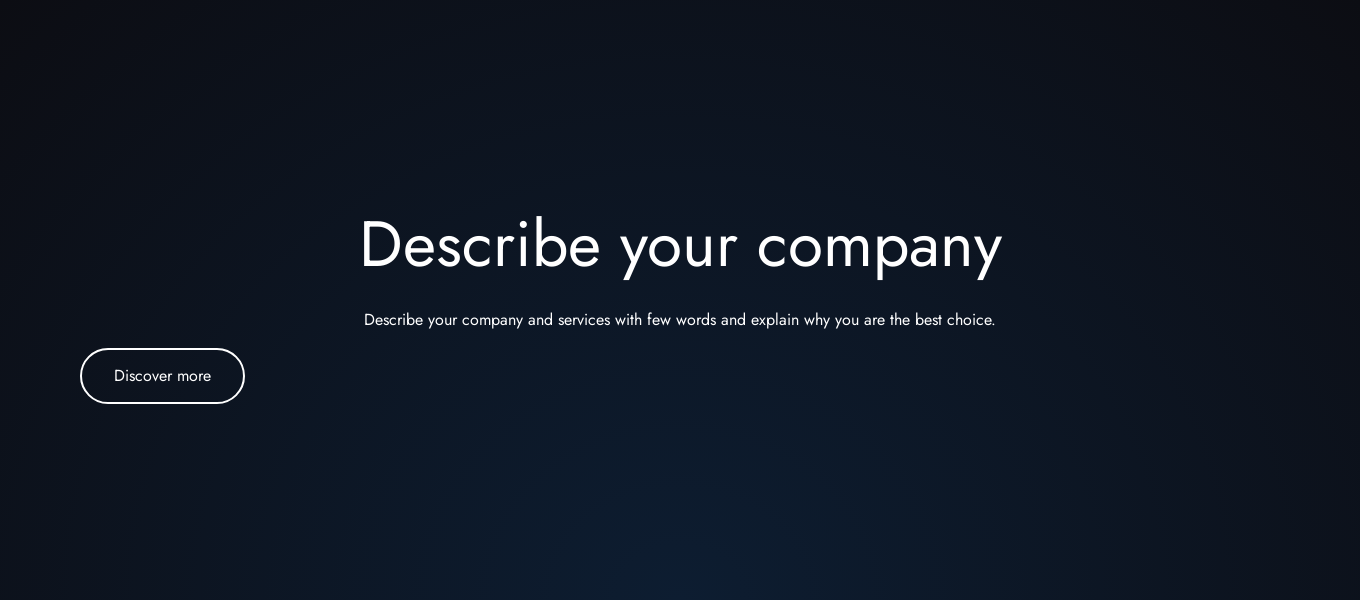 Describe your company
Describe your company and services with few words and explain why you are the best choice.
Discover more